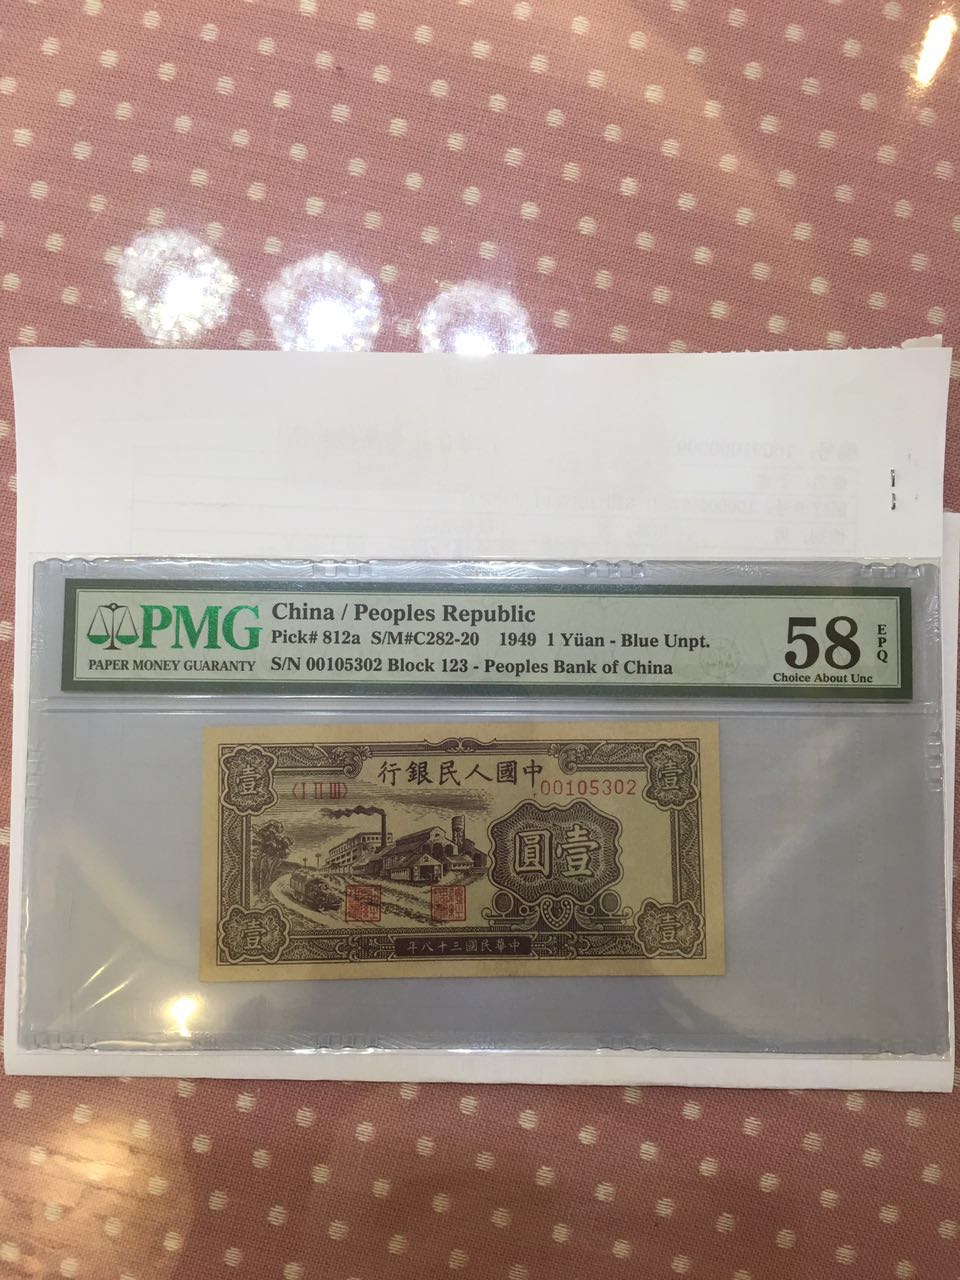 PMG
PAPER MONEY GUARANTY
China / Peoples Republic
Pick# 812a S/M#C282-20 1949 1 Yüan - Blue Unpt.
S/N 00105302 Block 123 - Peoples Bank of China
58
EPQ
Choice About Unc
行銀民人國中
壹
壹
〈I II III〉
00105302
圓壹
壹
壹
年八十三國民華中